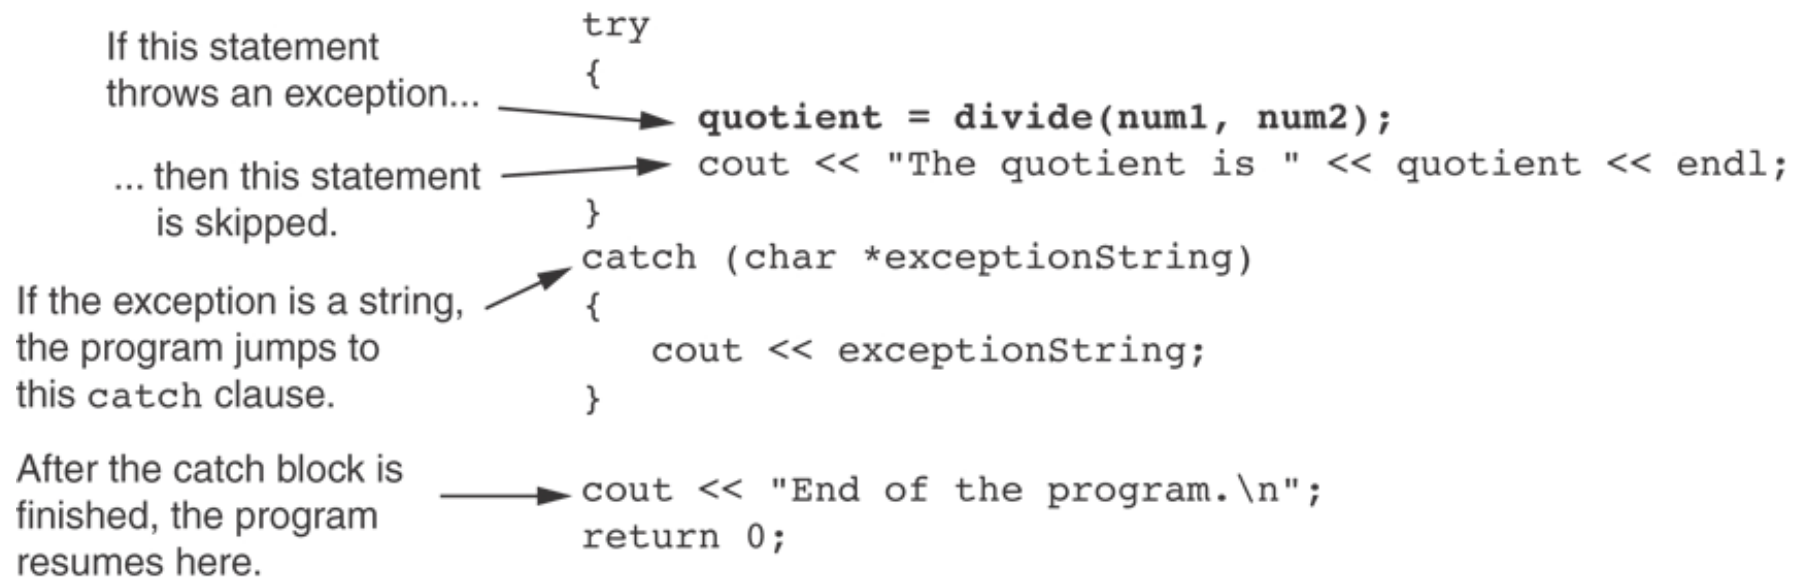 If this statement
throws an exception...
... then this statement
is skipped.
If the exception is a string,
the program jumps to
this catch clause.
After the catch block is
finished, the program
resumes here.
try
{
quotient = divide(num1, num2);
cout << "The quotient is " << quotient << endl;
}
catch (char *exceptionString)
{
cout << exceptionString;
}
cout << "End of the program.\n";
return 0;